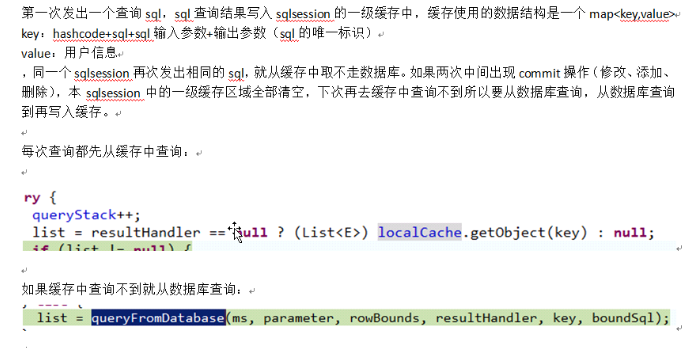 第一次发出一个查询 sql，sql 查询结果写入 sqlsession 的一级缓存中，缓存使用的数据结构是一个 map<key,value>
key：hashcode+sql+sql 输入参数+输出参数（sql 的唯一标识）
value：用户信息
，同一个 sqlsession 再次发出相同的 sql，就从缓存中取不走数据库。如果两次中间出现 commit 操作（修改、添加、
删除），本 sqlsession 中的一级缓存区域全部清空，下次再去缓存中查询不到所以要从数据库查询，从数据库查询
到再写入缓存。
每次查询都先从缓存中查询：
ry {
queryStack++;
list = resultHandler == null ? (List<E>) localCache.getObject(key) : null;
if (list != null) {
如果缓存中查询不到就从数据库查询：
list = queryFromDatabase(ms, parameter, rowBounds, resultHandler, key, boundSql);